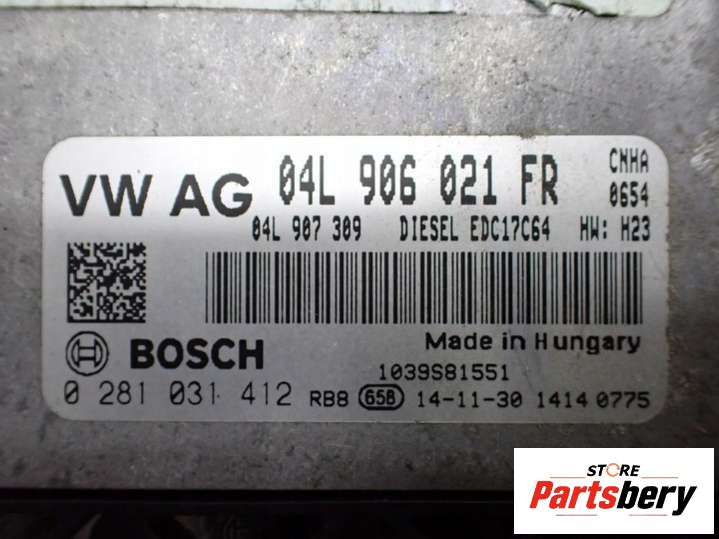 VW AG 04L 906 021 FR CNHA
0654
04L 907 309 DIESEL EDC17C64 HW: H23
Made in Hungary
BOSCH
1039S81551
0 281 031 412 RB8 658 14-11-30 1414 0775
STORE
Partsbery